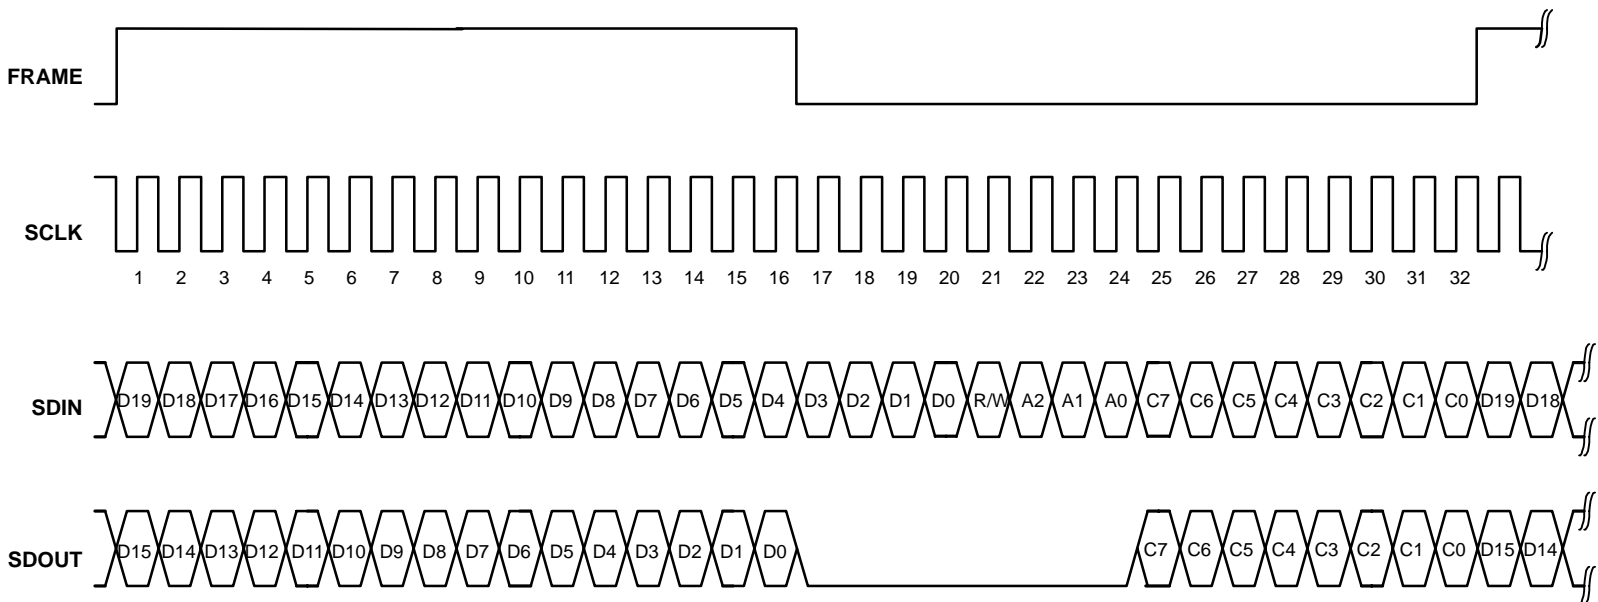 FRAME
SCLK
1 2 3 4 5 6 7 8 9 10 11 12 13 14 15 16 17 18 19 20 21 22 23 24 25 26 27 28 29 30 31 32
SDIN D19 D18 D17 D16 D15 D14 D13 D12 D11 D10 D9 D8 D7 D6 D5 D4 D3 D2 D1 D0 R/W A2 A1 A0 C7 C6 C5 C4 C3 C2 C1 C0 D19 D18
SDOUT D15 D14 D13 D12 D11 D10 D9 D8 D7 D6 D5 D4 D3 D2 D1 D0 C7 C6 C5 C4 C3 C2 C1 C0 D15 D14